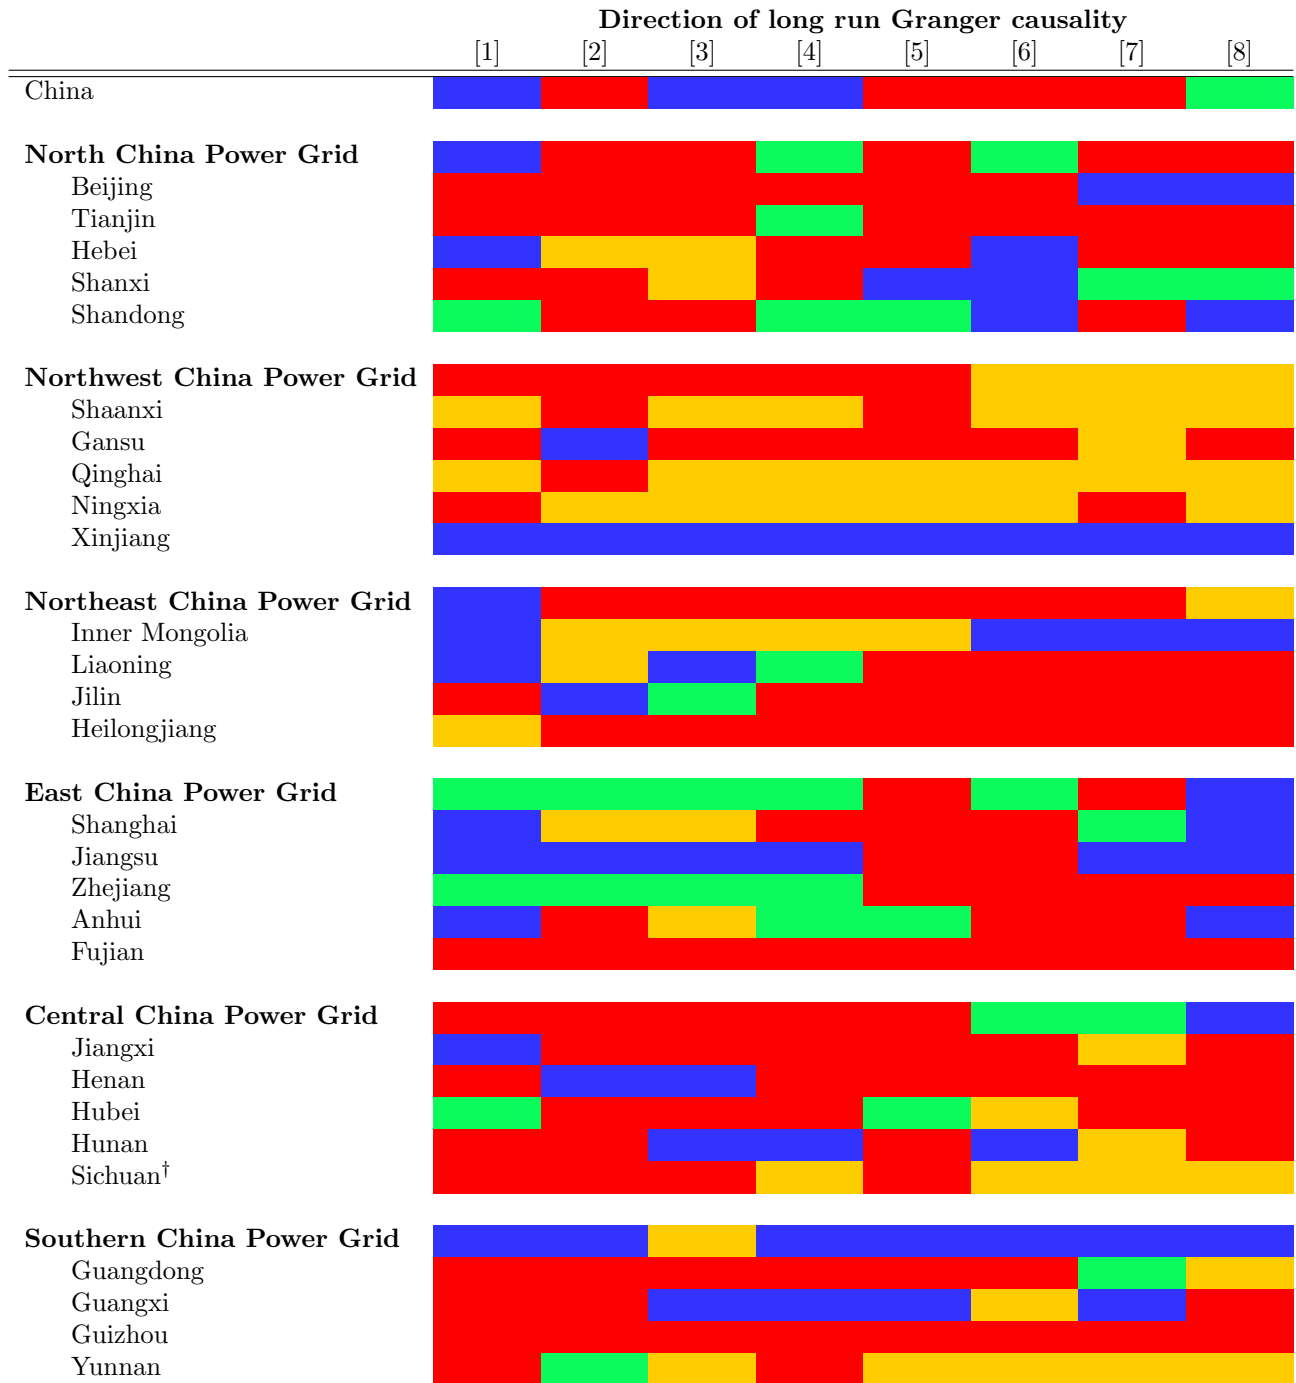 Direction of long run Granger causality
[1] [2] [3] [4] [5] [6] [7] [8]
China
North China Power Grid
Beijing
Tianjin
Hebei
Shanxi
Shandong
Northwest China Power Grid
Shaanxi
Gansu
Qinghai
Ningxia
Xinjiang
Northeast China Power Grid
Inner Mongolia
Liaoning
Jilin
Heilongjiang
East China Power Grid
Shanghai
Jiangsu
Zhejiang
Anhui
Fujian
Central China Power Grid
Jiangxi
Henan
Hubei
Hunan
Sichuan†
Southern China Power Grid
Guangdong
Guangxi
Guizhou
Yunnan